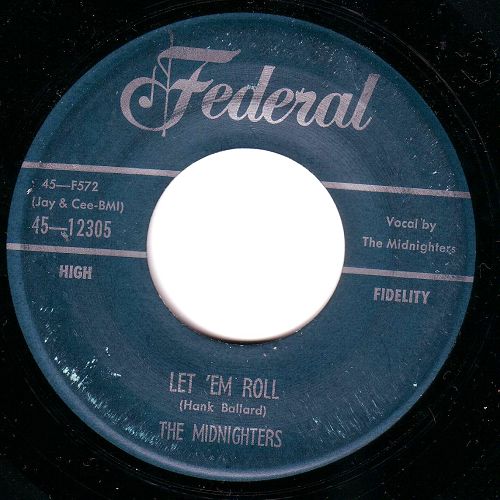 Federal
45—F572
(Jay & Cee-BMI)
45—12305
Vocal by
The Midnighters
HIGH
FIDELITY
LET 'EM ROLL
(Hank Ballard)
THE MIDNIGHTERS